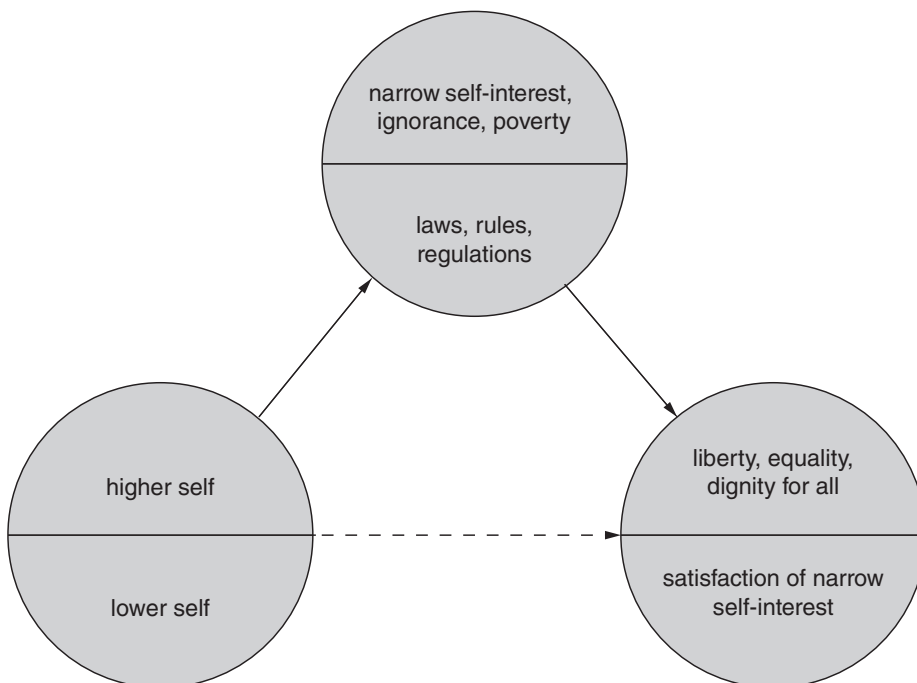 narrow self-interest,
ignorance, poverty
laws, rules,
regulations
higher self
lower self
liberty, equality,
dignity for all
satisfaction of narrow
self-interest